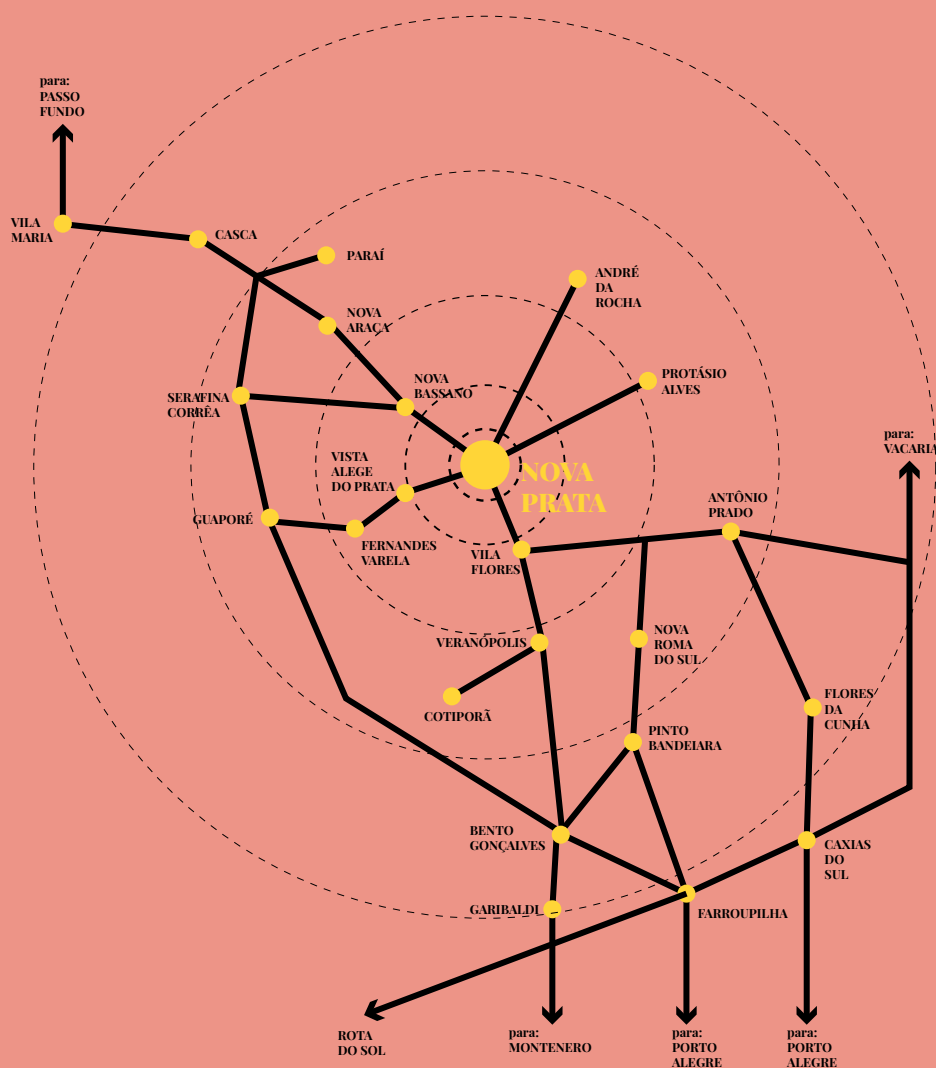 para:
PASSO
FUNDO
VILA
MARIA
CASCA
PARAÍ
NOVA
ARAÇA
ANDRÉ
DA
ROCHA
PROTÁSIO
ALVES
NOVA
BASSANO
SERAFINA
CORRÊA
VISTA
ALEGE
DO PRATA
NOVA
PRATA
para:
VACARIA
ANTÔNIO
PRADO
GUAPORÉ
FERNANDES
VARELA
VILA
FLORES
VERANÓPOLIS
NOVA
ROMA
DO SUL
COTIPORÃ
FLORES
DA
CUNHA
PINTO
BANDEIARA
BENTO
GONÇALVES
CAXIAS
DO
SUL
GARIBALDI
FARROUPILHA
ROTA
DO SOL
para:
MONTENERO
para:
PORTO
ALEGRE
para:
PORTO
ALEGRE